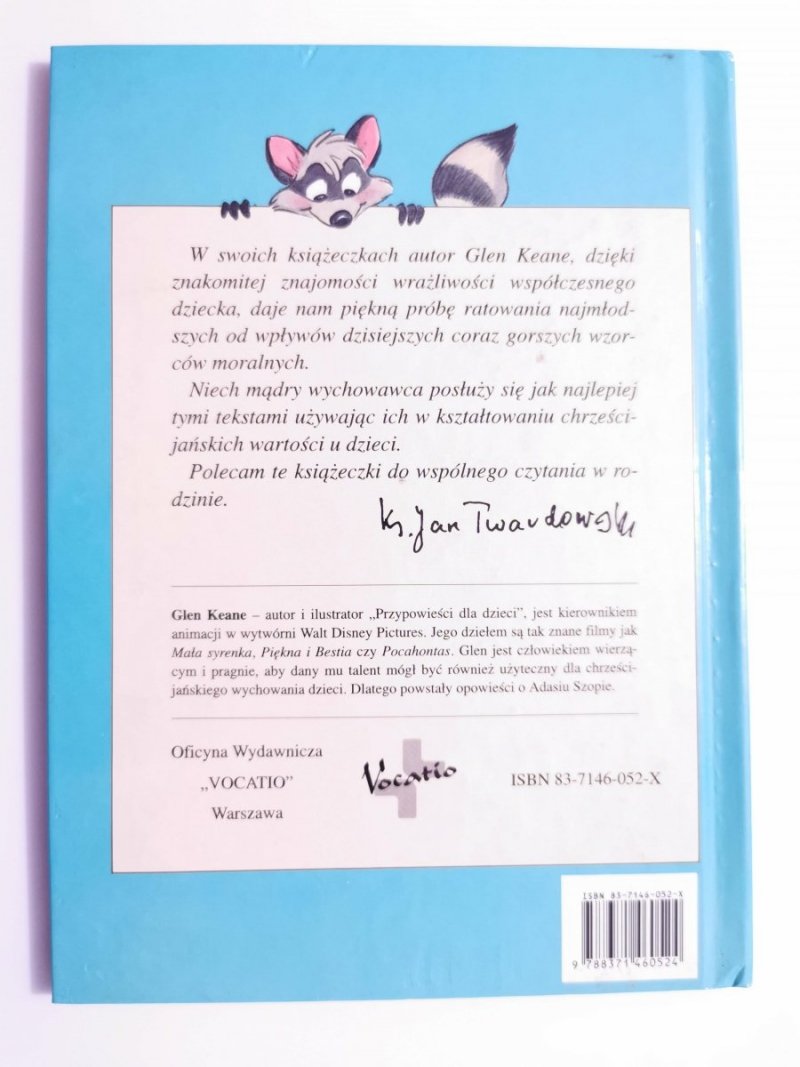 W swoich książeczkach autor Glen Keane, dzięki
znakomitej znajomości wrażliwości współczesnego
dziecka, daje nam piękną próbę ratowania najmłod-
szych od wpływów dzisiejszych coraz gorszych wzor-
ców moralnych.
Niech mądry wychowawca posłuży się jak najlepiej
tymi tekstami używając ich w kształtowaniu chrześci-
jańskich wartości u dzieci.
Polecam te książeczki do wspólnego czytania w ro-
dzinie.
Ks. Jan Twardowski
Glen Keane – autor i ilustrator „Przypowieści dla dzieci”, jest kierownikiem
animacji w wytwórni Walt Disney Pictures. Jego dziełem są tak znane filmy jak
Mała syrenka, Piękna i Bestia czy Pocahontas. Glen jest człowiekiem wierzą-
cym i pragnie, aby dany mu talent mógł być również użyteczny dla chrześci-
jańskiego wychowania dzieci. Dlatego powstały opowieści o Adasiu Szopie.
Oficyna Wydawnicza
„VOCATIO”
Warszawa
Vocatio
ISBN 83-7146-052-X
ISBN 83-7146-052-X
9 788371 460524